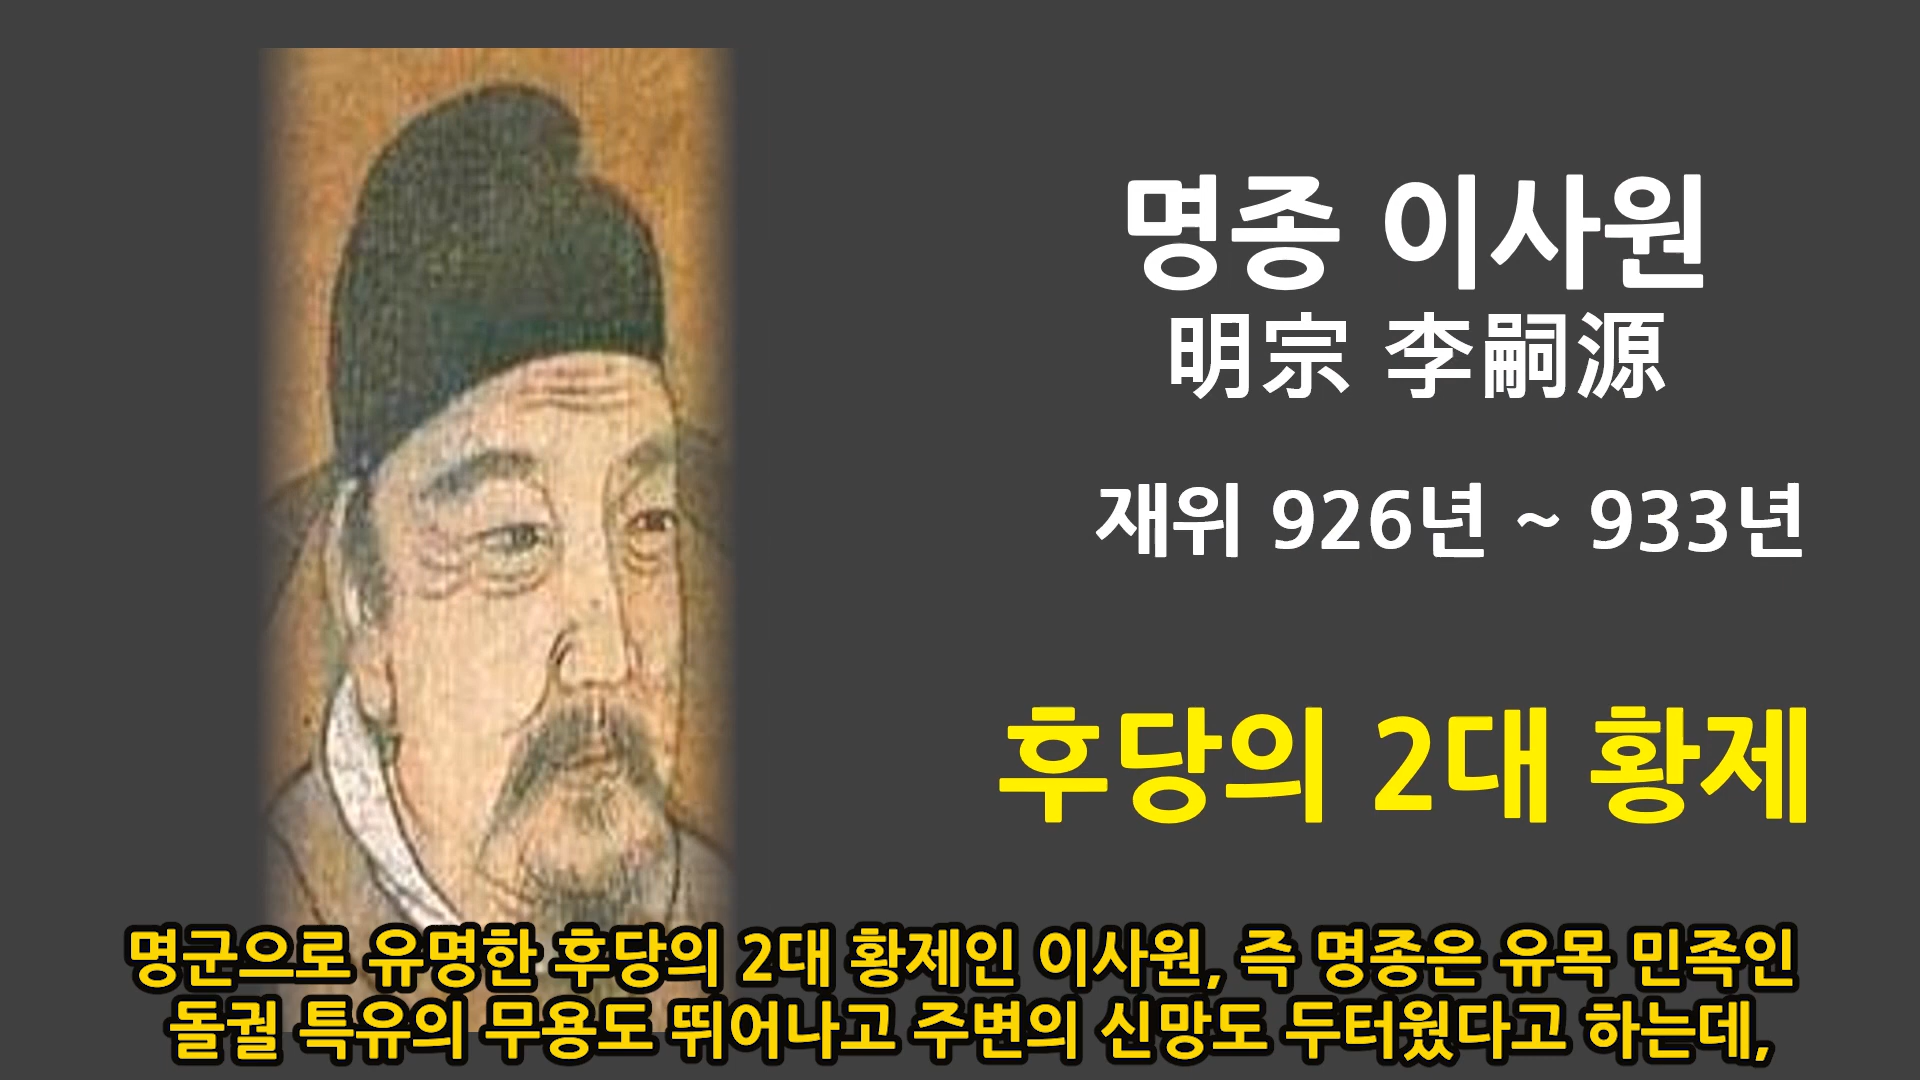 명종 이사원
明宗 李嗣源
재위 926년 ~ 933년
후당의 2대 황제
명군으로 유명한 후당의 2대 황제인 이사원, 즉 명종은 유목 민족인
돌궐 특유의 무용도 뛰어나고 주변의 신망도 두터웠다고 하는데,